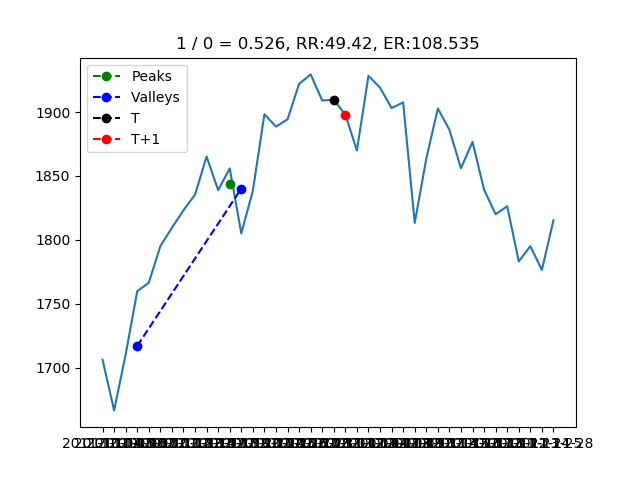 1 / 0 = 0.526, RR:49.42, ER:108.535
Peaks
Valleys
T
T+1
1900
1850
1800
1750
1700